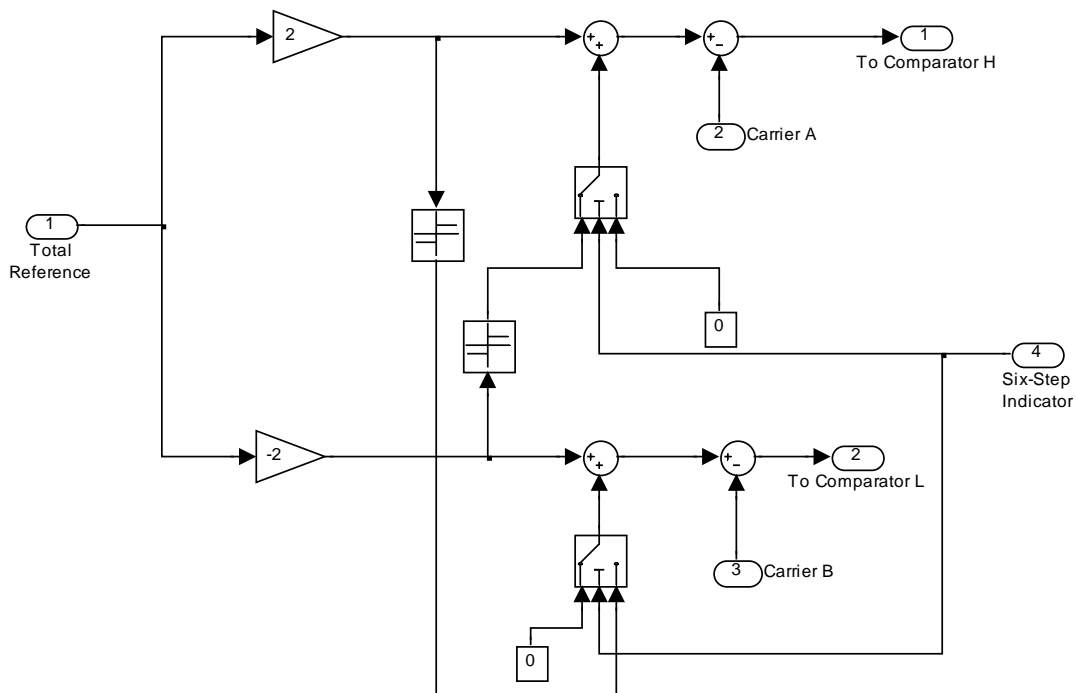 2
1
To Comparator H
2
Carrier A
1
Total
Reference
0
4
Six-Step
Indicator
-2
2
To Comparator L
3
Carrier B
0